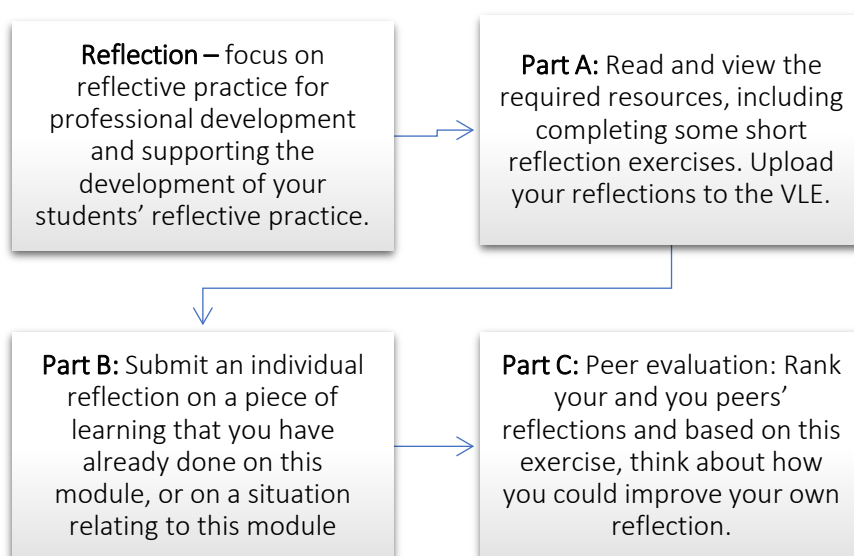 Reflection – focus on
reflective practice for
professional development
and supporting the
development of your
students’ reflective practice.
Part A: Read and view the
required resources, including
completing some short
reflection exercises. Upload
your reflections to the VLE.
Part B: Submit an individual
reflection on a piece of
learning that you have
already done on this
module, or on a situation
relating to this module
Part C: Peer evaluation: Rank
your and you peers’
reflections and based on this
exercise, think about how
you could improve your own
reflection.